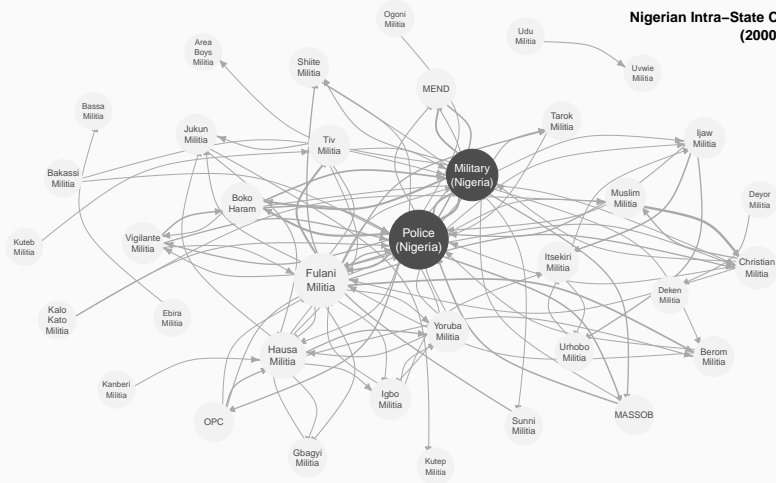 Nigerian Intra−State C
(2000
Ogoni
Militia
Udu
Militia
Area
Boys
Militia
Shiite
Militia
Uvwie
Militia
MEND
Bassa
Militia
Jukun
Militia
Tiv
Militia
Tarok
Militia
Ijaw
Militia
Military
(Nigeria)
Bakassi
Militia
Boko
Haram
Muslim
Militia
Deyor
Militia
Police
(Nigeria)
Kuteb
Militia
Vigilante
Militia
Itsekiri
Militia
Christian
Militia
Fulani
Militia
Deken
Militia
Kalo
Kato
Militia
Ebira
Militia
Yoruba
Militia
Hausa
Militia
Urhobo
Militia
Berom
Militia
Kanberi
Militia
Igbo
Militia
OPC
Sunni
Militia
MASSOB
Gbagyi
Militia
Kutep
Militia